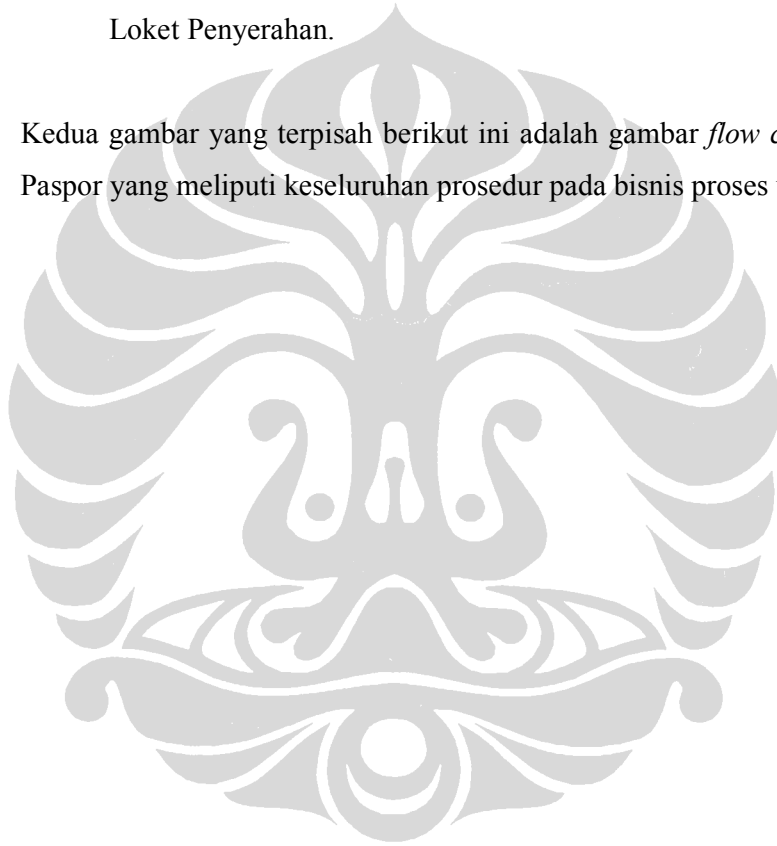 Loket Penyerahan.
Kedua gambar yang terpisah berikut ini adalah gambar flow
Paspor yang meliputi keseluruhan prosedur pada bisnis proses